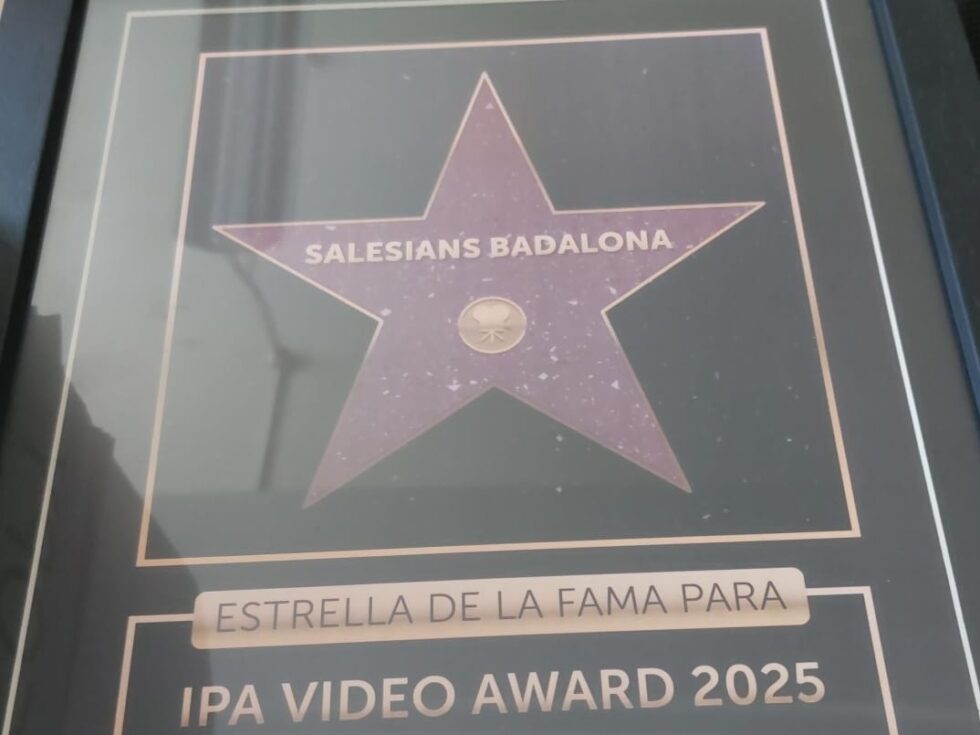 SALESIANS BADALONA
ESTRELLA DE LA FAMA PARA
IPA VIDEO AWARD 2025